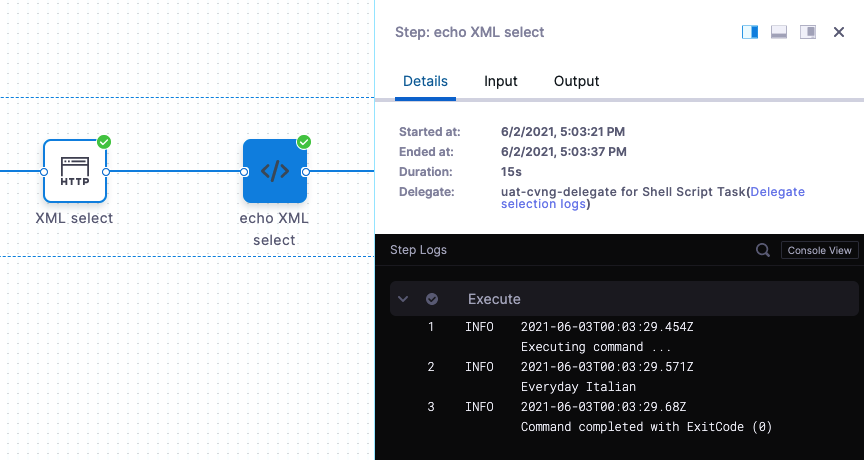 HTTP
XML select
echo XML
select
Step: echo XML select
Details
Input
Output
Started at: 6/2/2021, 5:03:21 PM
Ended at: 6/2/2021, 5:03:37 PM
Duration: 15s
Delegate: uat-cvng-delegate for Shell Script Task(Delegate
selection logs)
Step Logs
Console View
Execute
1 INFO 2021-06-03T00:03:29.454Z
Executing command ...
2 INFO 2021-06-03T00:03:29.571Z
Everyday Italian
3 INFO 2021-06-03T00:03:29.68Z
Command completed with ExitCode (0)